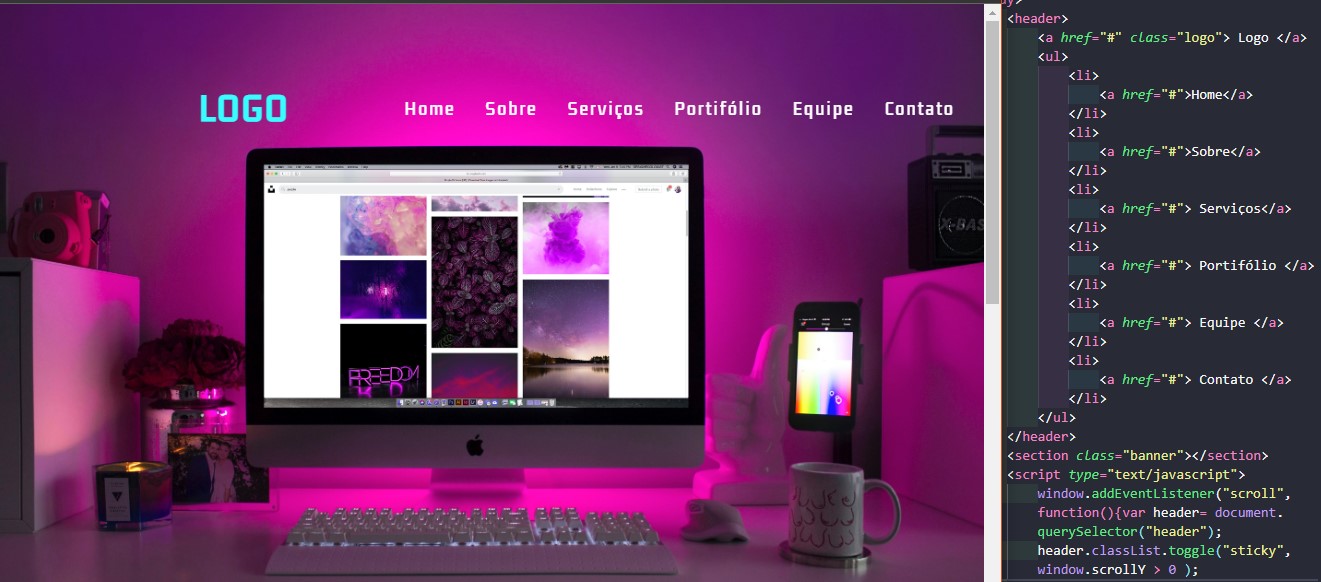 LOGO
Home Sobre Serviços Portifólio Equipe Contato
FREEDOM
X-BAS
<header>
<a href="#" class="logo"> Logo </a>
<ul>
<li>
<a href="#">Home</a>
</li>
<li>
<a href="#">Sobre</a>
</li>
<li>
<a href="#"> Serviços</a>
</li>
<li>
<a href="#"> Portifólio </a>
</li>
<li>
<a href="#"> Equipe </a>
</li>
<li>
<a href="#"> Contato </a>
</li>
</ul>
</header>
<section class="banner"></section>
<script type="text/javascript">
window.addEventListener("scroll",
function(){var header= document.
querySelector("header");
header.classList.toggle("sticky",
window.scrollY > 0 );